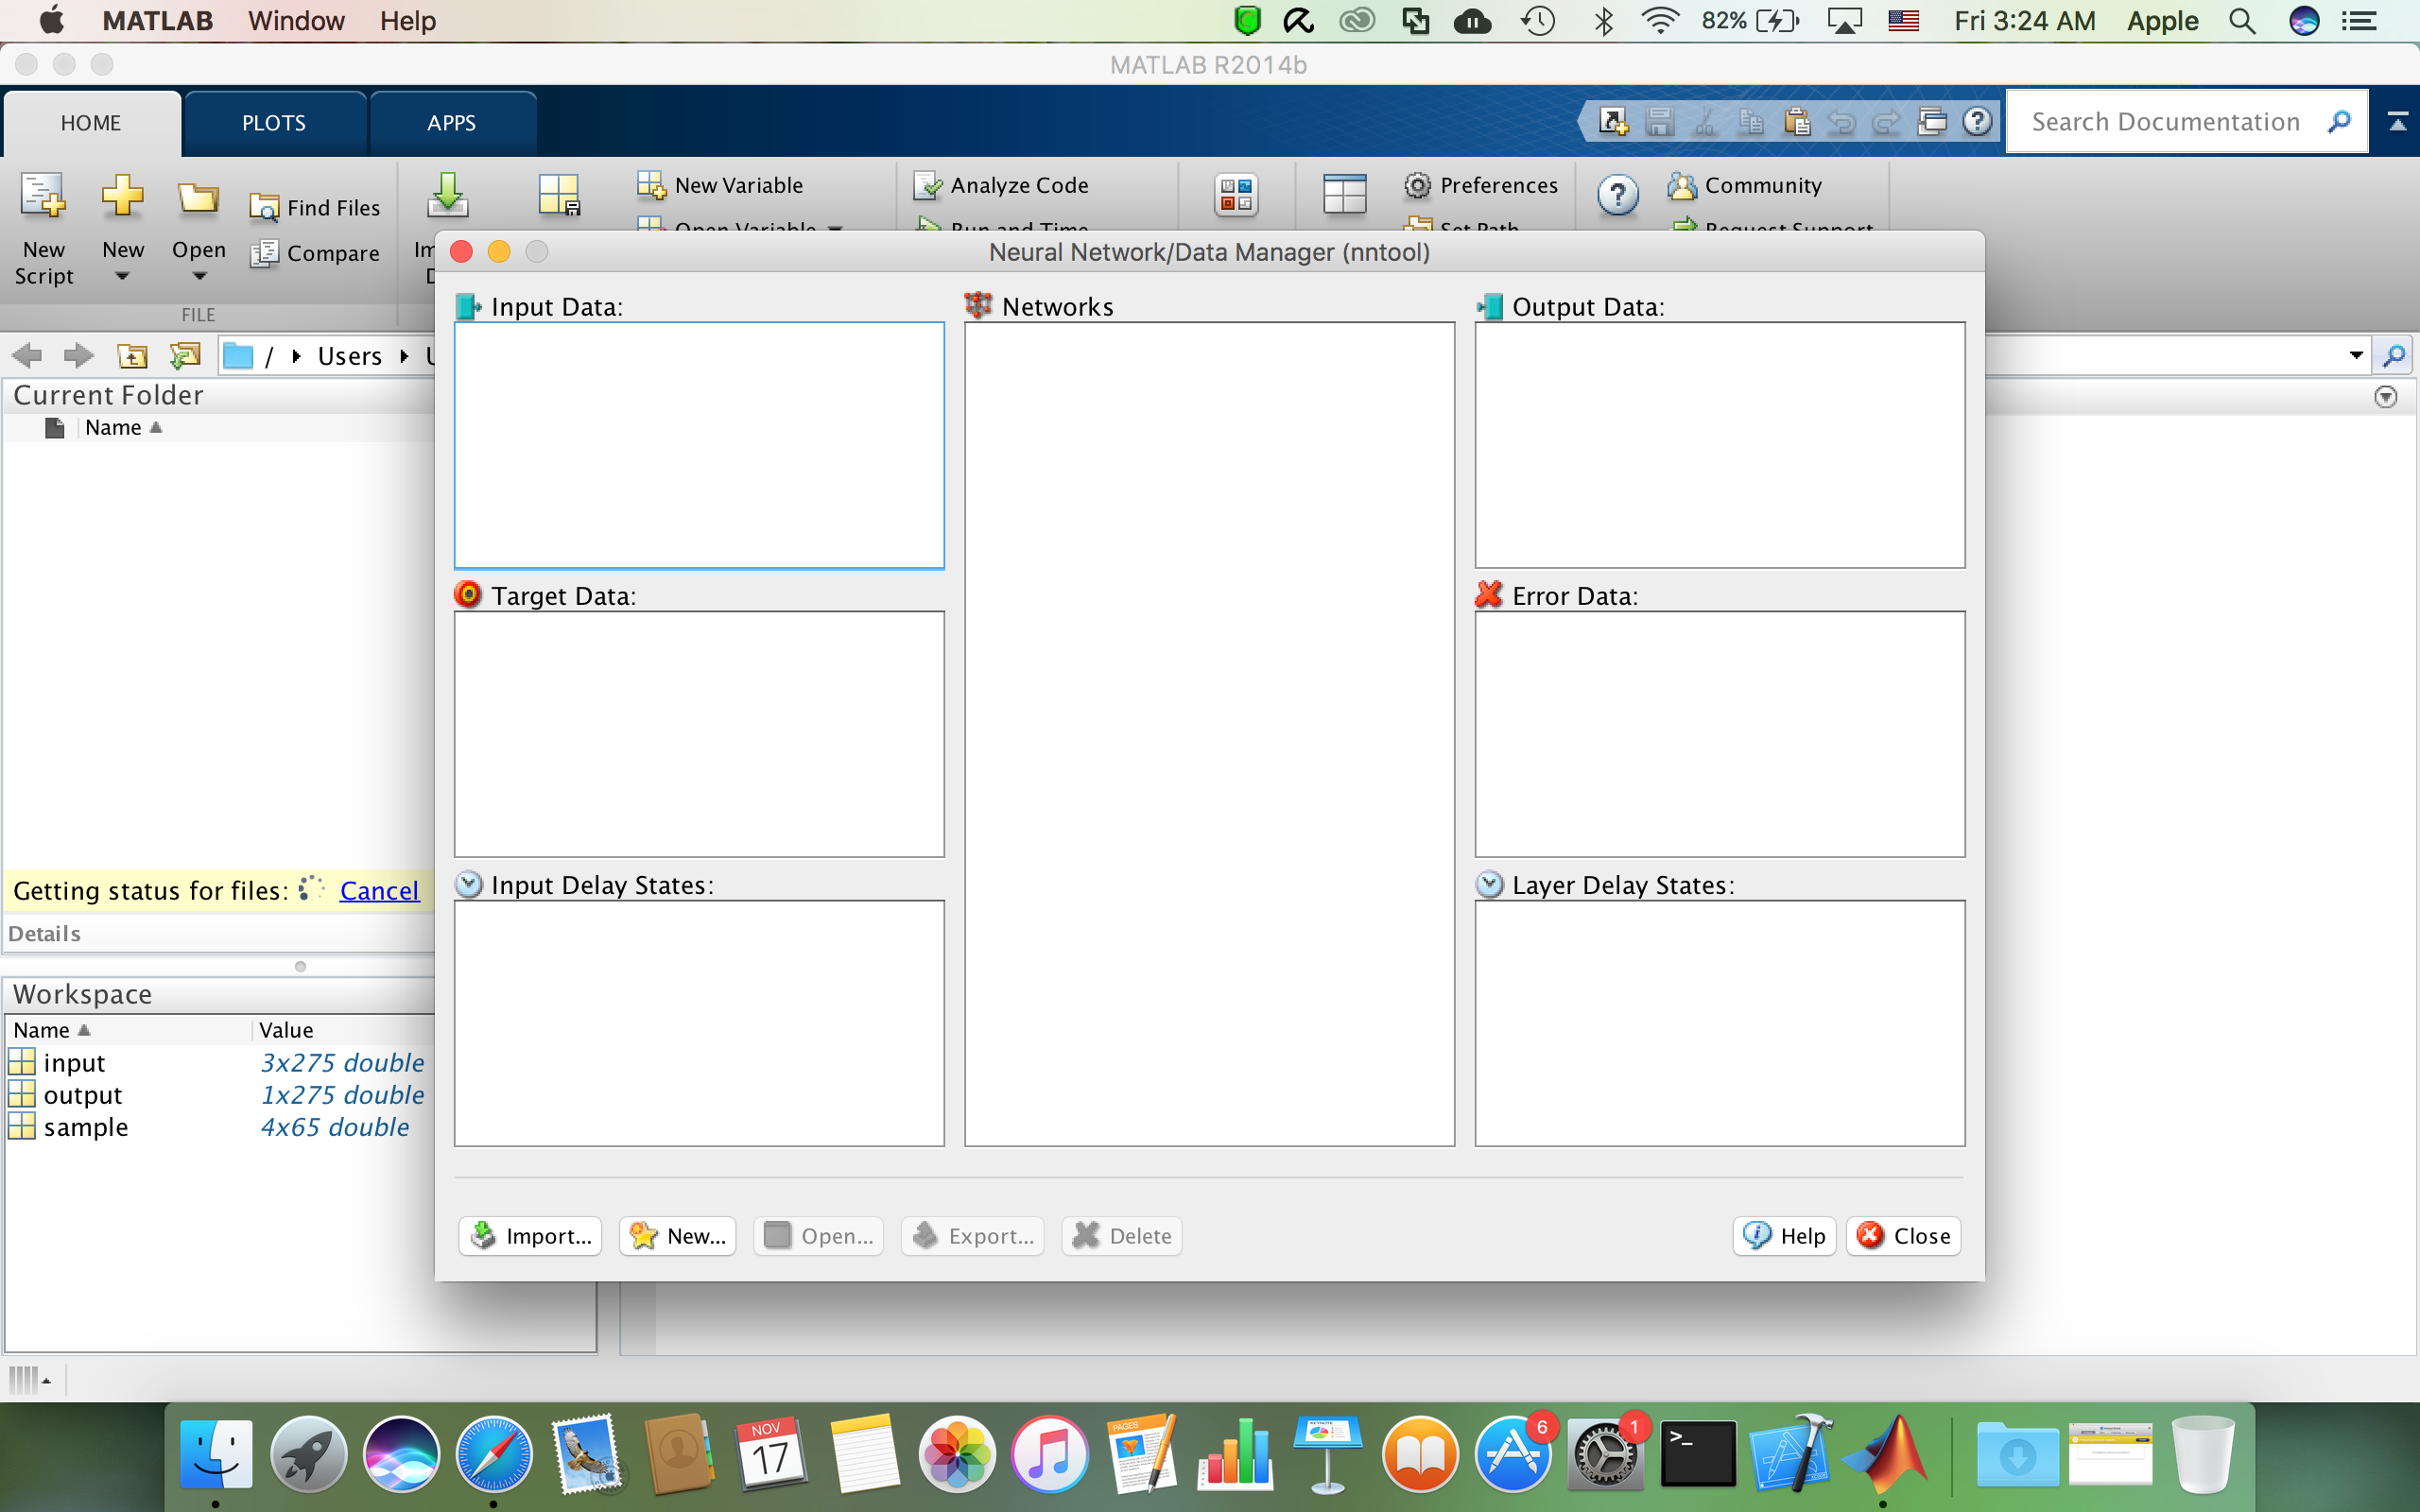 MATLAB Window Help 82% Fri 3:24 AM Apple
MATLAB R2014b
HOME PLOTS APPS Search Documentation
New Script
New
Open
Find Files
Compare
FILE
New Variable
Open Variable
Analyze Code
Run and Time
Preferences
Set Path
Community
Request Support
/ Users
Current Folder
Name
Getting status for files: Cancel
Details
Workspace
Name Value
input 3x275 double
output 1x275 double
sample 4x65 double
Neural Network/Data Manager (nntool)
Input Data:
Networks
Output Data:
Target Data:
Error Data:
Input Delay States:
Layer Delay States:
Import... New... Open... Export... Delete Help Close
NOV
17
PAGES
KEYNOTE
6
1
>_